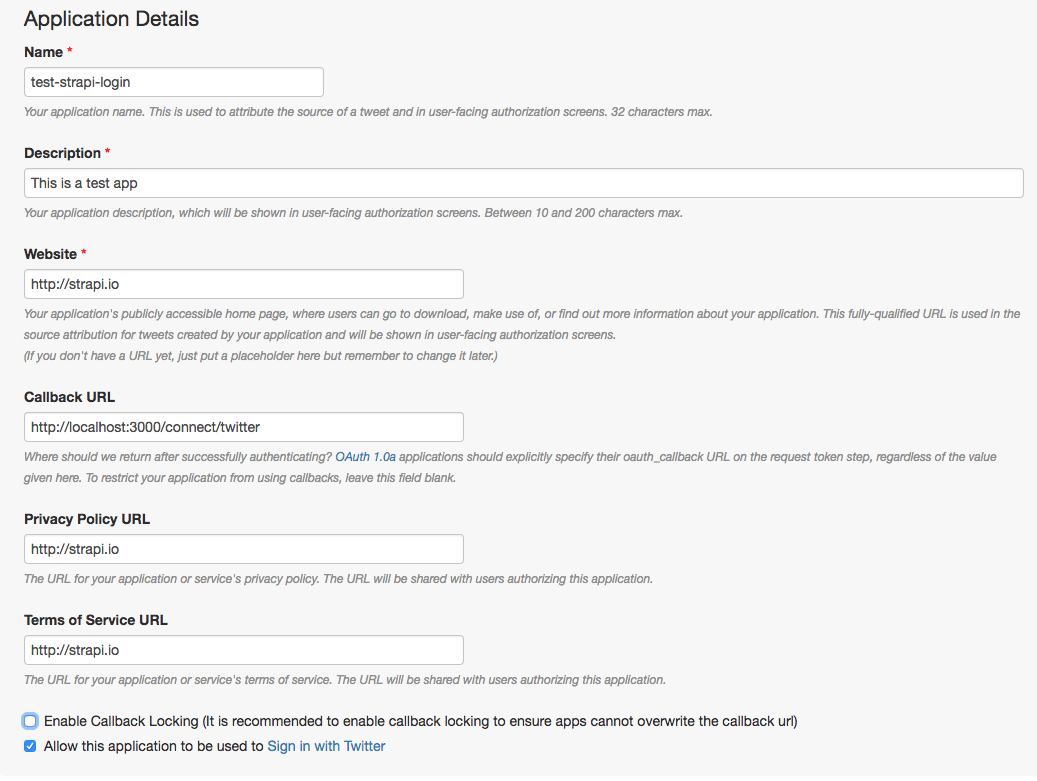 Application Details
Name *
test-strapi-login
Your application name. This is used to attribute the source of a tweet and in user-facing authorization screens. 32 characters max.
Description *
This is a test app
Your application description, which will be shown in user-facing authorization screens. Between 10 and 200 characters max.
Website *
http://strapi.io
Your application's publicly accessible home page, where users can go to download, make use of, or find out more information about your application. This fully-qualified URL is used in the
source attribution for tweets created by your application and will be shown in user-facing authorization screens.
(If you don't have a URL yet, just put a placeholder here but remember to change it later.)
Callback URL
http://localhost:3000/connect/twitter
Where should we return after successfully authenticating? OAuth 1.0a applications should explicitly specify their oauth_callback URL on the request token step, regardless of the value
given here. To restrict your application from using callbacks, leave this field blank.
Privacy Policy URL
http://strapi.io
The URL for your application or service's privacy policy. The URL will be shared with users authorizing this application.
Terms of Service URL
http://strapi.io
The URL for your application or service's terms of service. The URL will be shared with users authorizing this application.
Enable Callback Locking (It is recommended to enable callback locking to ensure apps cannot overwrite the callback url)
Allow this application to be used to Sign in with Twitter